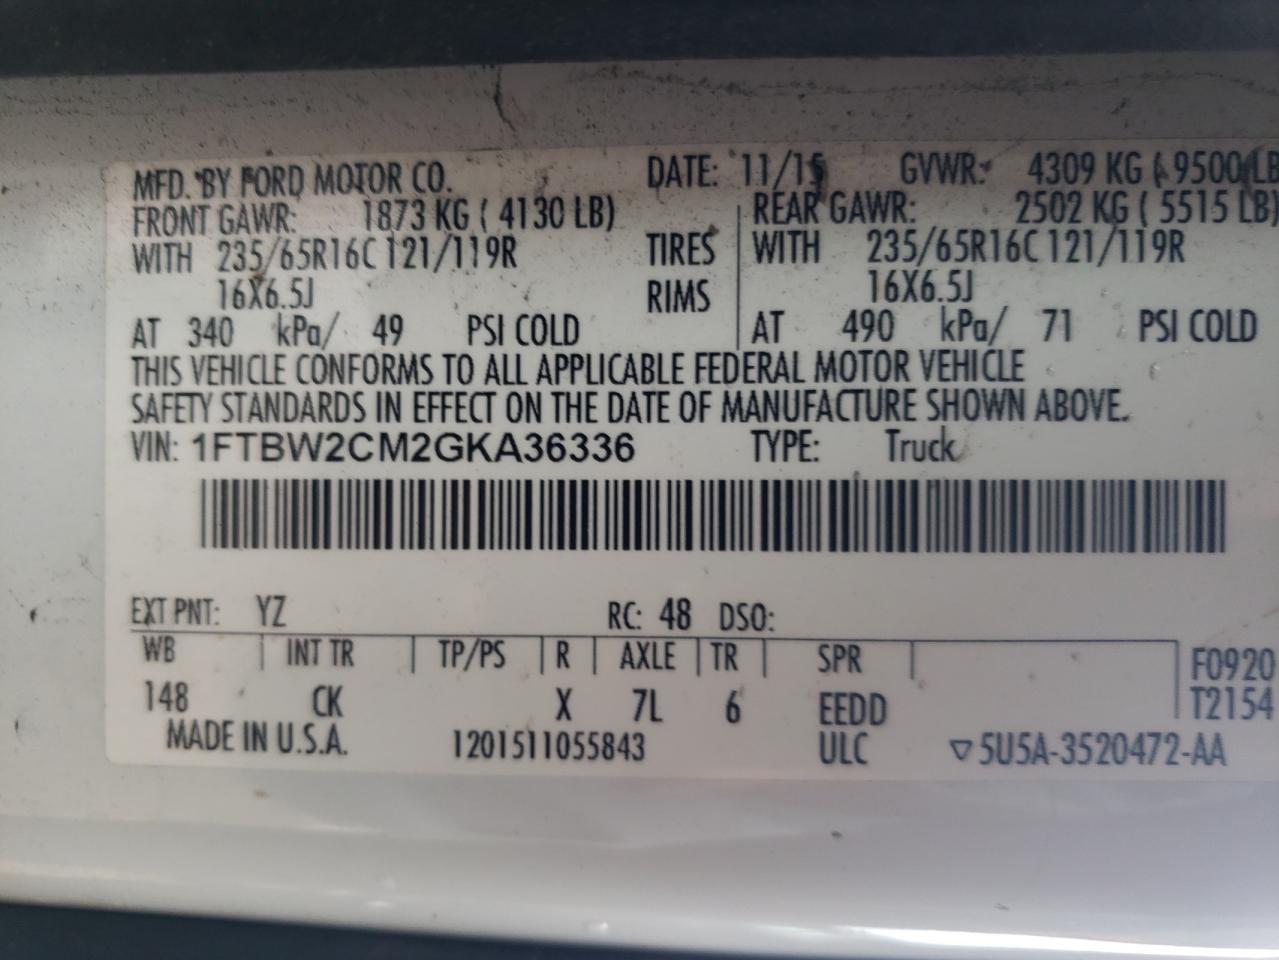 MFD. BY FORD MOTOR CO. DATE: 11/15 GVWR: 4309 KG ( 9500 LB
FRONT GAWR: 1873 KG ( 4130 LB) REAR GAWR: 2502 KG ( 5515 LB)
WITH 235/65R16C 121/119R TIRES WITH 235/65R16C 121/119R
16X6.5J RIMS 16X6.5J
AT 340 kPa/ 49 PSI COLD AT 490 kPa/ 71 PSI COLD
THIS VEHICLE CONFORMS TO ALL APPLICABLE FEDERAL MOTOR VEHICLE
SAFETY STANDARDS IN EFFECT ON THE DATE OF MANUFACTURE SHOWN ABOVE.
VIN: 1FTBW2CM2GKA36336 TYPE: Truck
EXT PNT: YZ RC: 48 DSO:
WB INT TR TP/PS R AXLE TR SPR F0920
148 CK X 7L 6 EEDD T2154
MADE IN U.S.A. 1201511055843 ULC ▽5U5A-3520472-AA